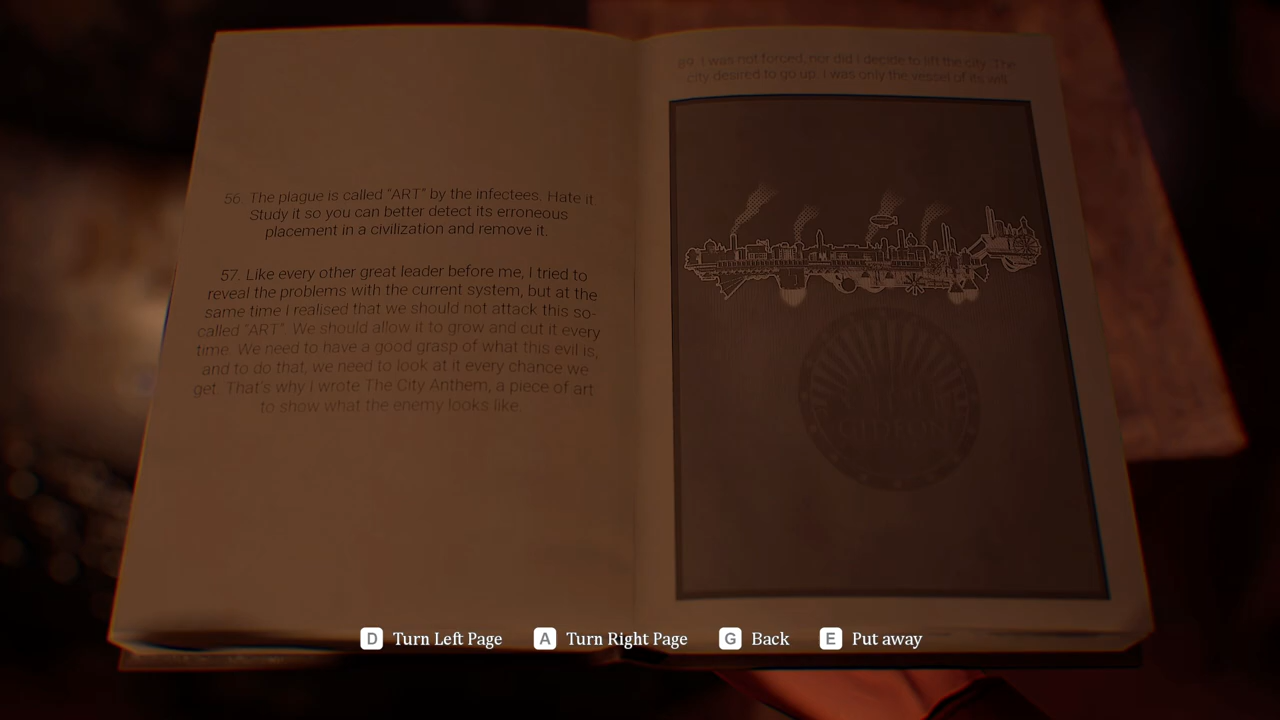 56. The plague is called "ART" by the infectees. Hate it
Study it so you can better detect its erroneous
placement in a civilization and remove it.
57. Like every other great leader before me, I tried to
reveal the problems with the current system, but at the
same time I realised that we should not attack this so-
called "ART". We should allow it to grow and cut it every
time. We need to have a good grasp of what this evil is,
and to do that, we need to look at it every chance we
get. That's why I wrote The City Anthem, a piece of art
to show what the enemy looks like.
89. I was not forced, nor did I decide to lift the city. The
city desired to go up. I was only the vessel of its will.
GIDEON
D Turn Left Page A Turn Right Page G Back E Put away